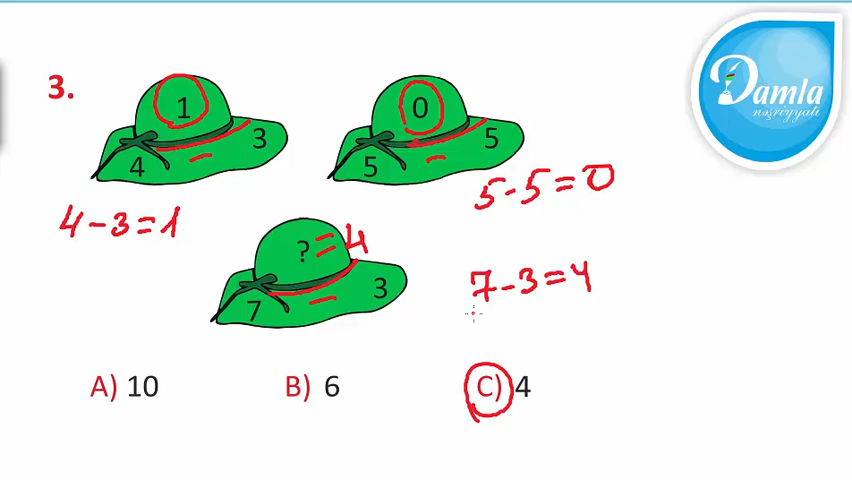 3.
1
4 − 3
4-3=1
0
5 − 5
5-5=0
? = 4
7 − 3
7-3=4
A) 10
B) 6
C) 4
Damla
nəşriyyatı